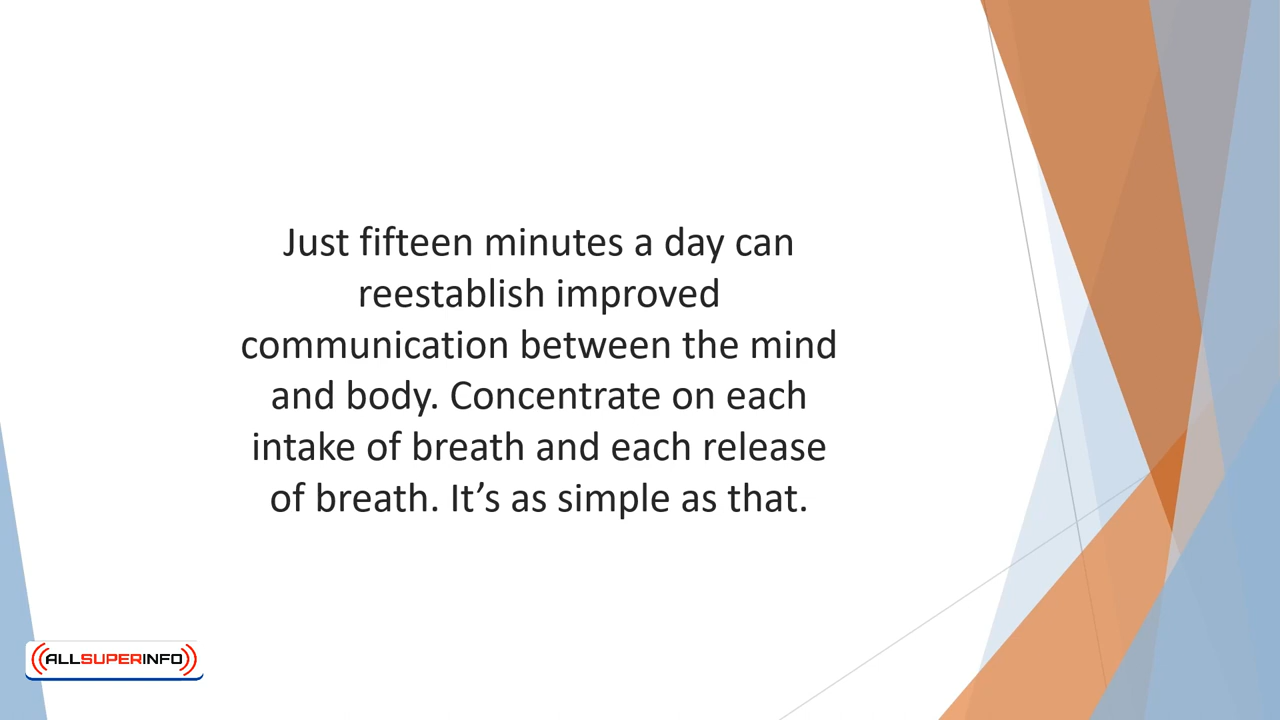 Just fifteen minutes a day can
reestablish improved
communication between the mind
and body. Concentrate on each
intake of breath and each release
of breath. It’s as simple as that.
ALLSUPERINFO